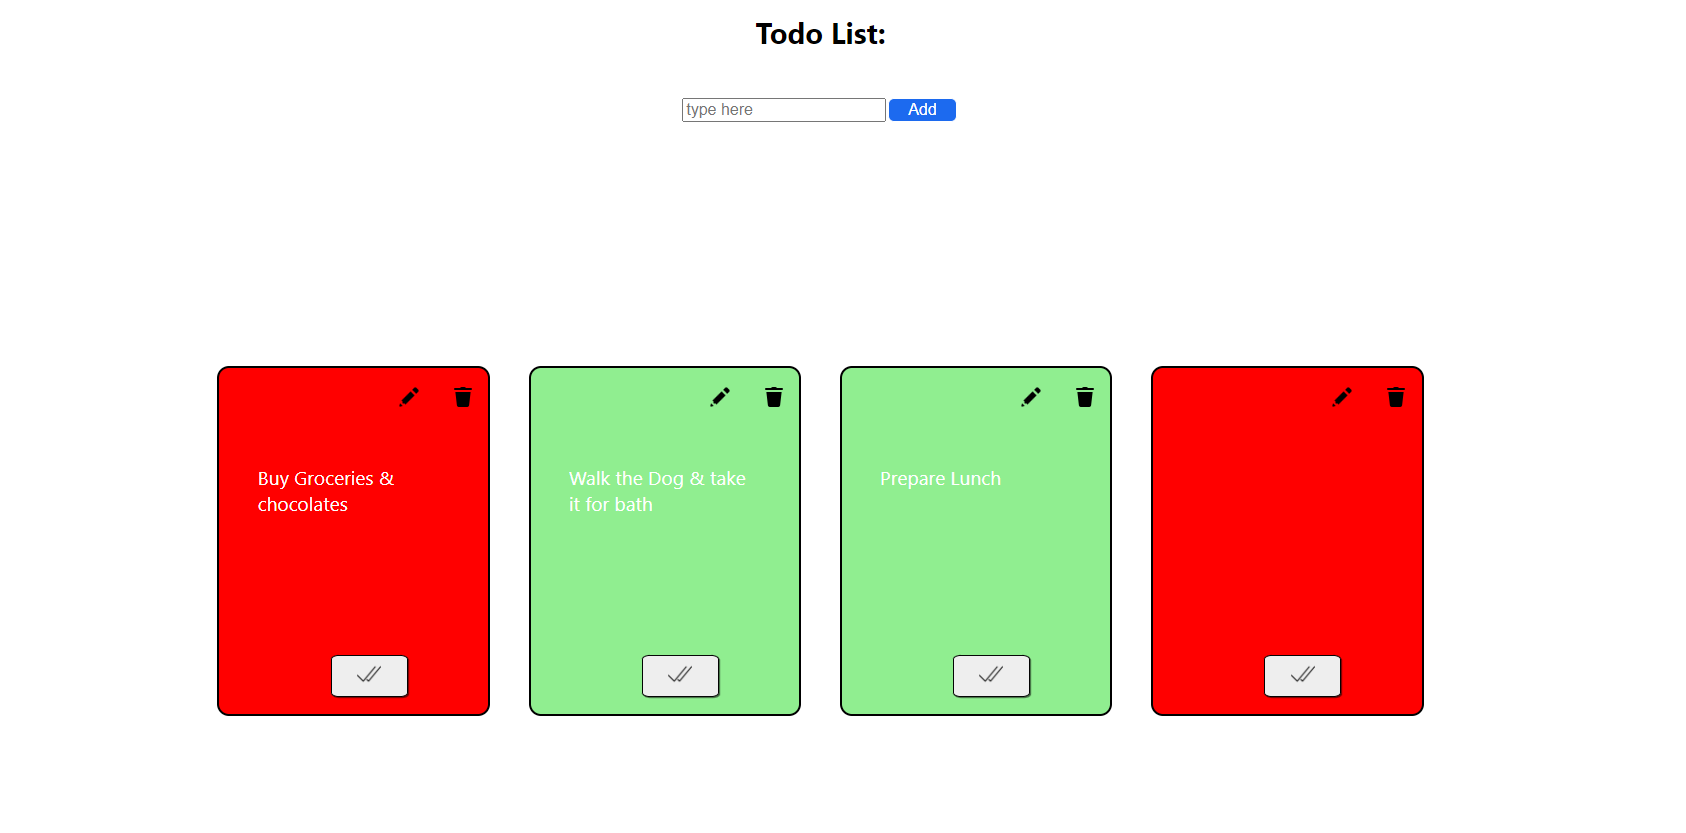 Todo List:
type here
Add
Buy Groceries &
chocolates
Walk the Dog & take
it for bath
Prepare Lunch